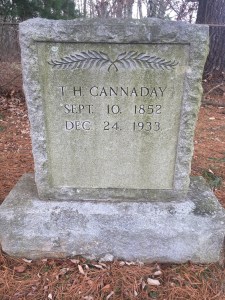 I H CANNADAY
SEPT. 10, 1852
DEC. 24, 1933